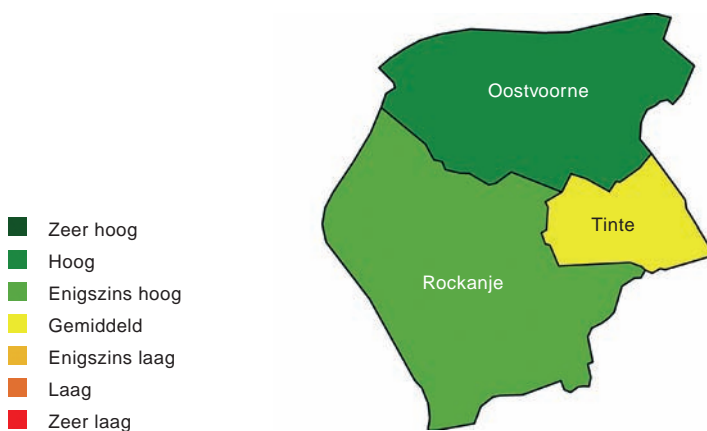 Oostvoorne
Tinte
Rockanje
Zeer hoog
Hoog
Enigszins hoog
Gemiddeld
Enigszins laag
Laag
Zeer laag